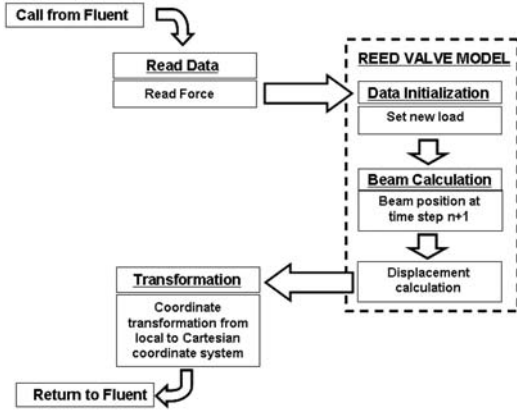 Call from Fluent
Read Data
Read Force
REED VALVE MODEL
Data Initialization
Set new load
Beam Calculation
Beam position at
time step n+1
Displacement
calculation
Transformation
Coordinate
transformation from
local to Cartesian
coordinate system
Return to Fluent